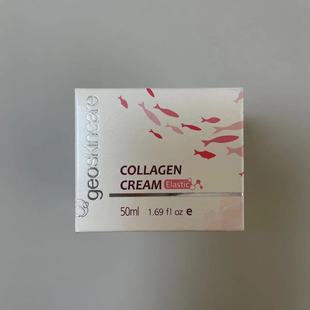 geoskincare
COLLAGEN
CREAM Elastic
50ml 1.69 fl oz e